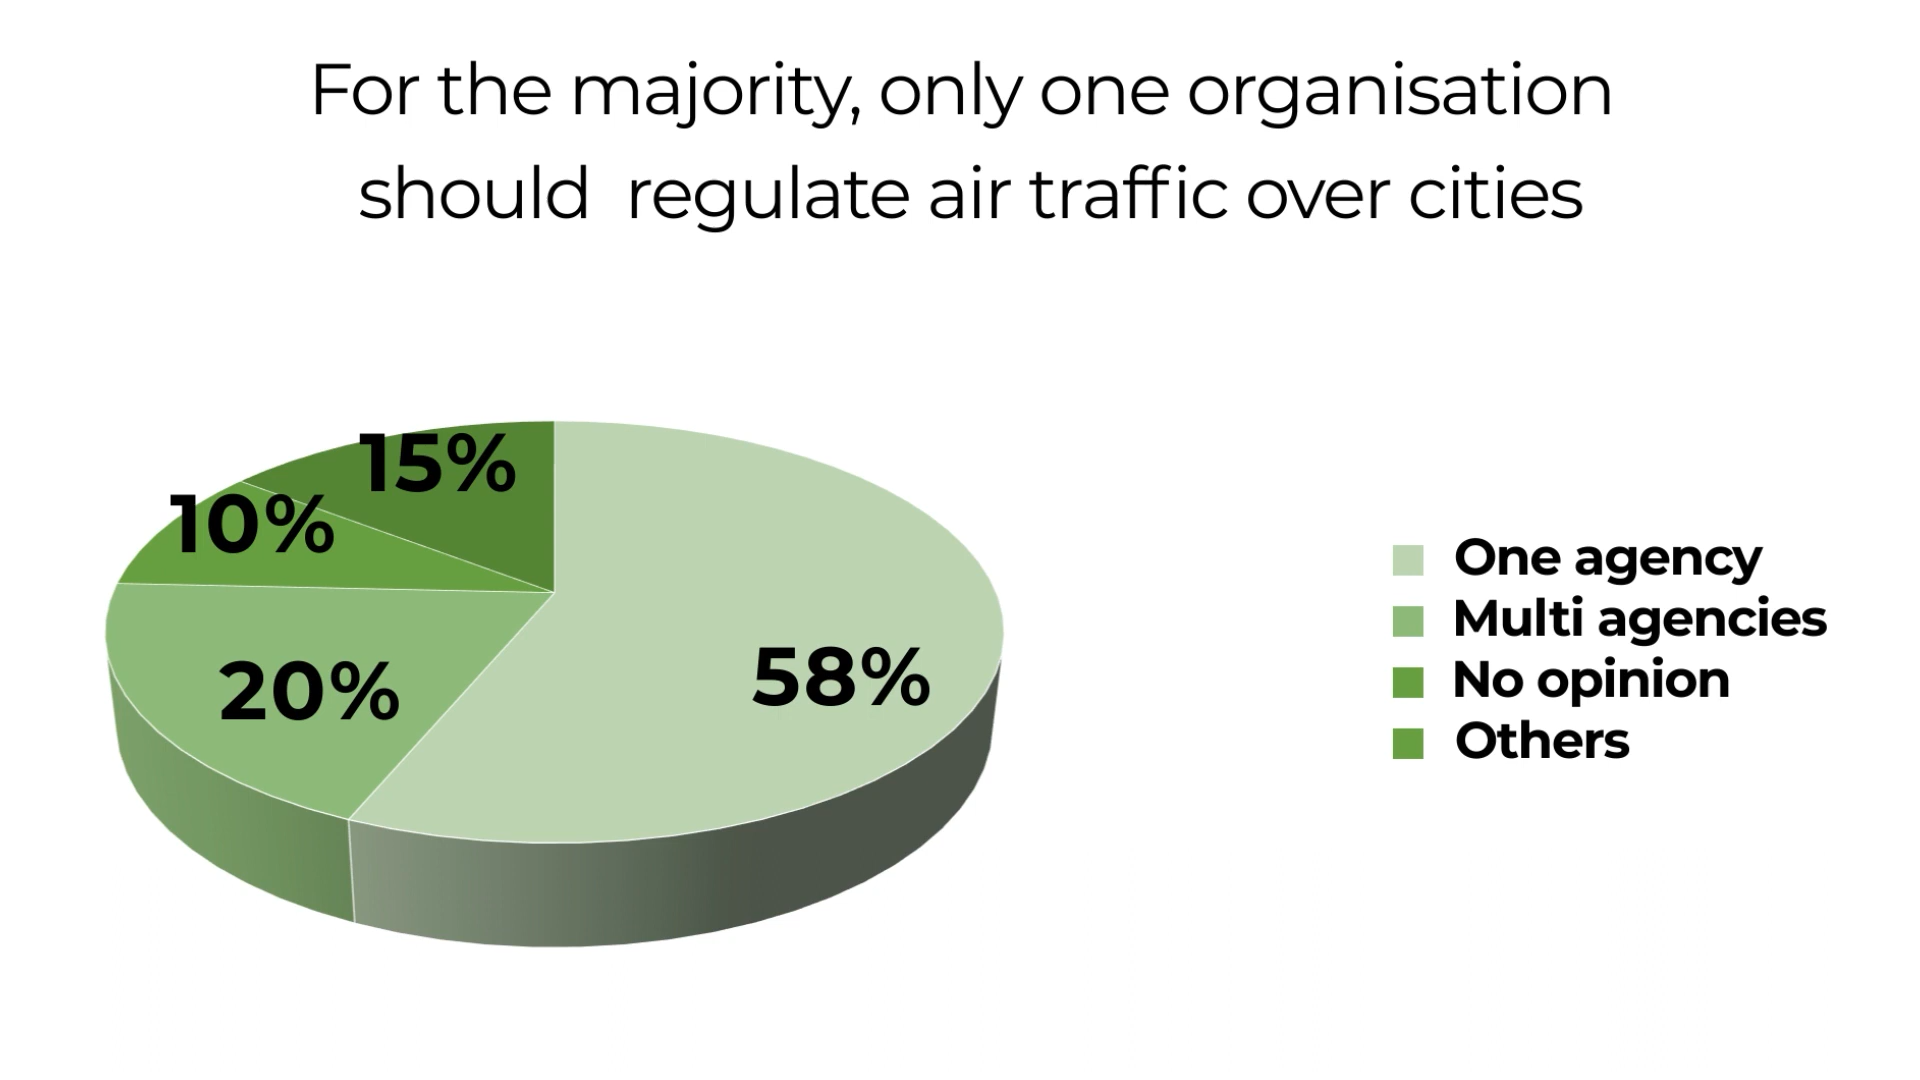 For the majority, only one organisation
should  regulate air traffic over cities
15%
10%
20%
58%
One agency
Multi agencies
No opinion
Others